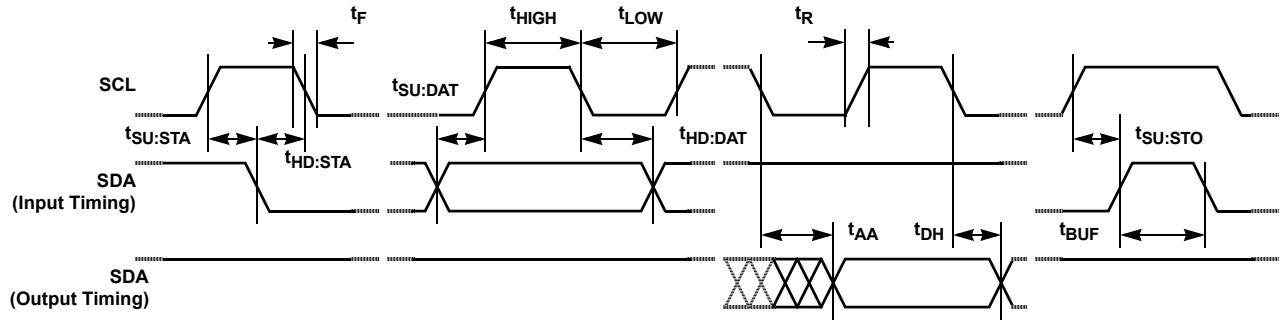 tF
tHIGH
tLOW
tR
SCL
tSU:DAT
tSU:STA
tHD:STA
tHD:DAT
tSU:STO
SDA
(Input Timing)
tAA
tDH
tBUF
SDA
(Output Timing)